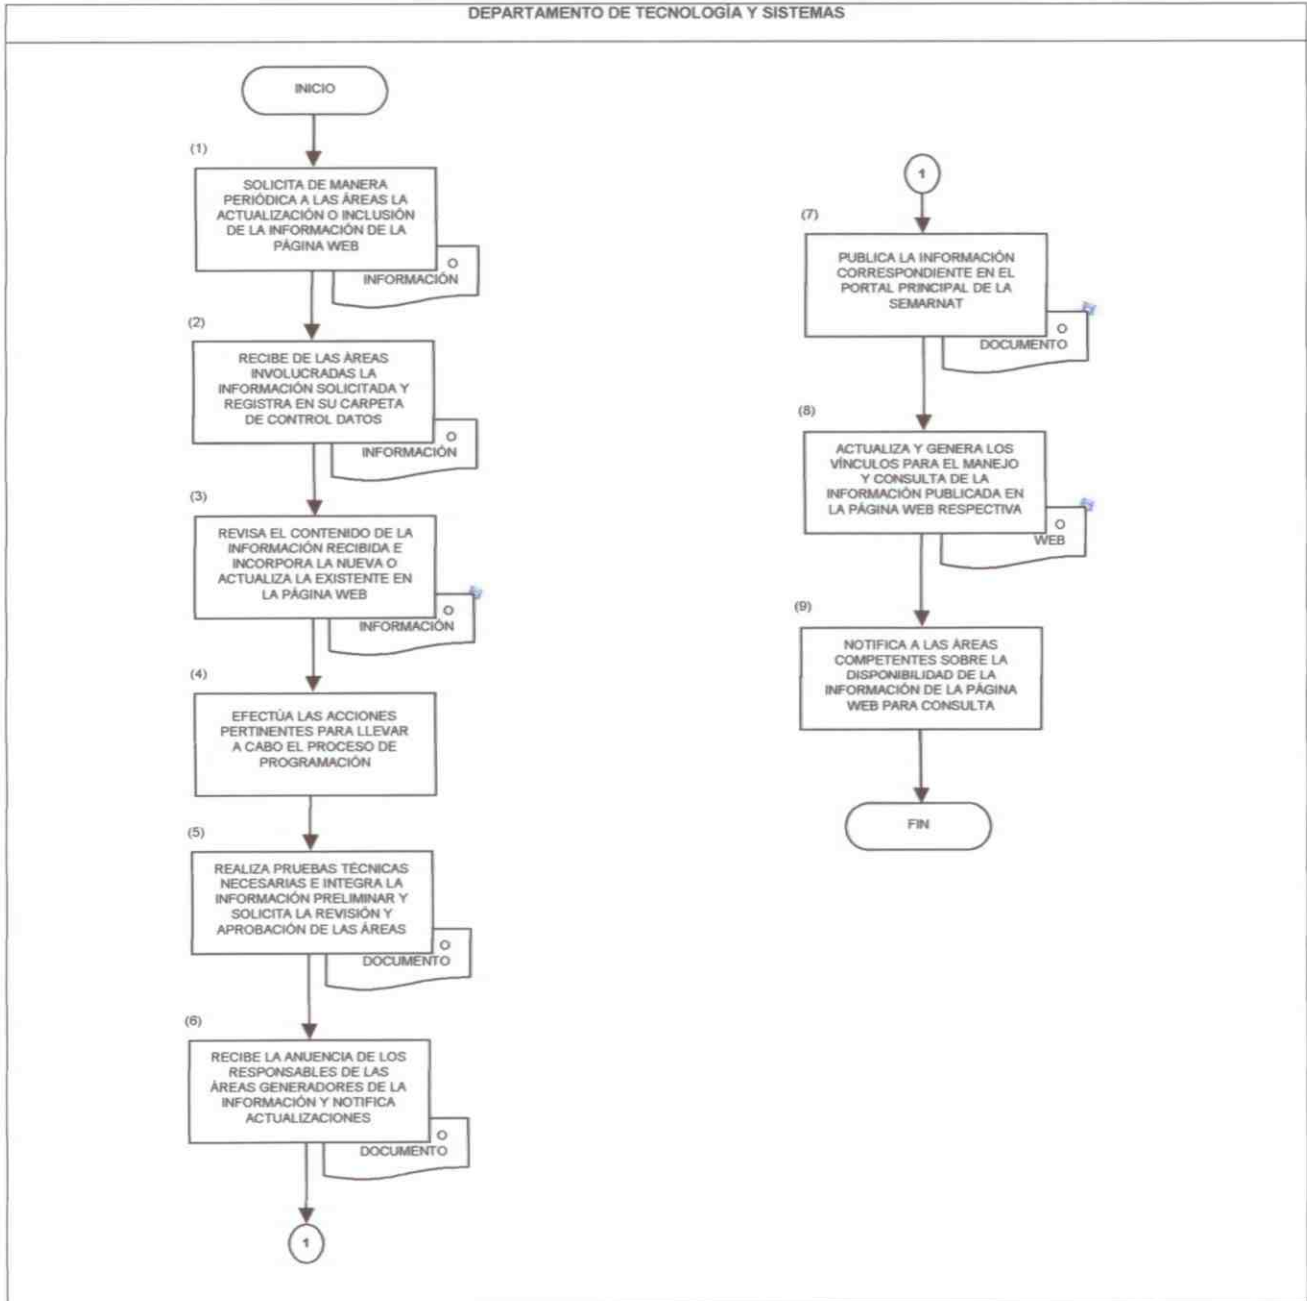 DEPARTAMENTO DE TECNOLOGÍA Y SISTEMAS
INICIO
(1)
SOLICITA DE MANERA
PERIÓDICA A LAS ÁREAS LA
ACTUALIZACIÓN O INCLUSIÓN
DE LA INFORMACIÓN DE LA
PÁGINA WEB
O
INFORMACIÓN
(2)
RECIBE DE LAS ÁREAS
INVOLUCRADAS LA
INFORMACIÓN SOLICITADA Y
REGISTRA EN SU CARPETA
DE CONTROL DATOS
O
INFORMACIÓN
(3)
REVISA EL CONTENIDO DE LA
INFORMACIÓN RECIBIDA E
INCORPORA LA NUEVA O
ACTUALIZA LA EXISTENTE EN
LA PÁGINA WEB
O
INFORMACIÓN
(4)
EFECTÚA LAS ACCIONES
PERTINENTES PARA LLEVAR
A CABO EL PROCESO DE
PROGRAMACIÓN
(5)
REALIZA PRUEBAS TÉCNICAS
NECESARIAS E INTEGRA LA
INFORMACIÓN PRELIMINAR Y
SOLICITA LA REVISIÓN Y
APROBACIÓN DE LAS ÁREAS
O
DOCUMENTO
(6)
RECIBE LA ANUENCIA DE LOS
RESPONSABLES DE LAS
ÁREAS GENERADORES DE LA
INFORMACIÓN Y NOTIFICA
ACTUALIZACIONES
O
DOCUMENTO
1
1
(7)
PUBLICA LA INFORMACIÓN
CORRESPONDIENTE EN EL
PORTAL PRINCIPAL DE LA
SEMARNAT
O
DOCUMENTO
(8)
ACTUALIZA Y GENERA LOS
VÍNCULOS PARA EL MANEJO
Y CONSULTA DE LA
INFORMACIÓN PUBLICADA EN
LA PÁGINA WEB RESPECTIVA
O
WEB
(9)
NOTIFICA A LAS ÁREAS
COMPETENTES SOBRE LA
DISPONIBILIDAD DE LA
INFORMACIÓN DE LA PÁGINA
WEB PARA CONSULTA
FIN